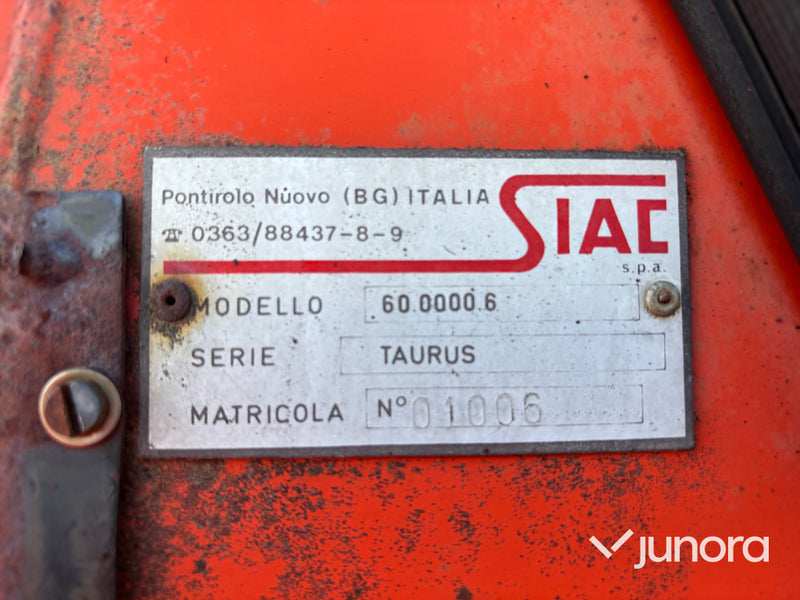 Pontirolo Nuovo (BG) ITALIA
☎ 0363/88437-8-9
SIAC
s.p.a.
MODELLO 60.0000.6
SERIE TAURUS
MATRICOLA N° 01006
junora